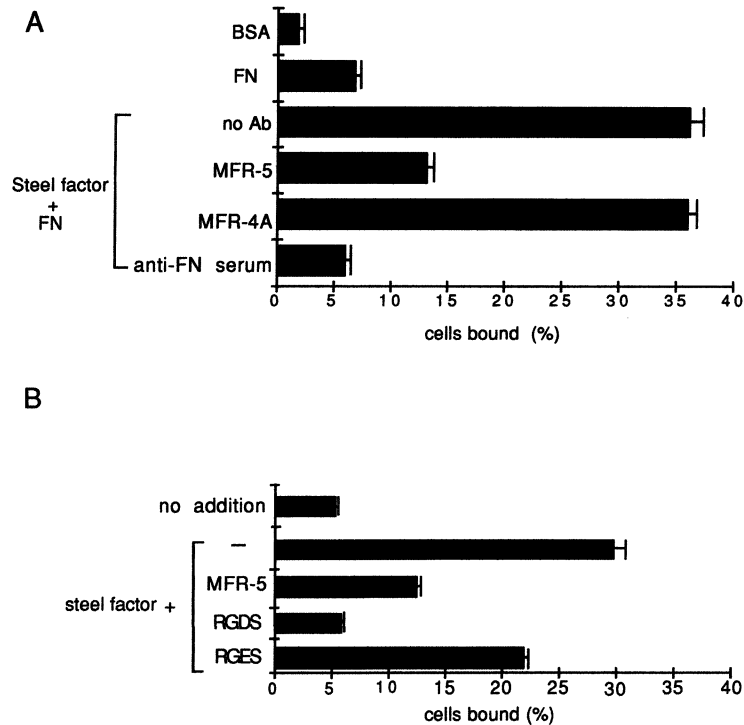 A
BSA
FN
no Ab
MFR-5
MFR-4A
anti-FN serum
Steel factor
+
FN
0 5 10 15 20 25 30 35 40
cells bound (%)
B
no addition
–
MFR-5
RGDS
RGES
steel factor +
0 5 10 15 20 25 30 35 40
cells bound (%)